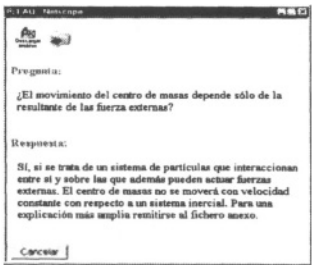 P.I.A.U. Netscape
Pregunta:
¿El movimiento del centro de masas depende sólo de la
resultante de las fuerza externas?
Respuesta:
Sí, si se trata de un sistema de partículas que interaccionan
entre sí y sobre las que además pueden actuar fuerzas
externas. El centro de masas no se moverá con velocidad
constante con respecto a un sistema inercial. Para una
explicación más amplia remitirse al fichero anexo.
Cancelar